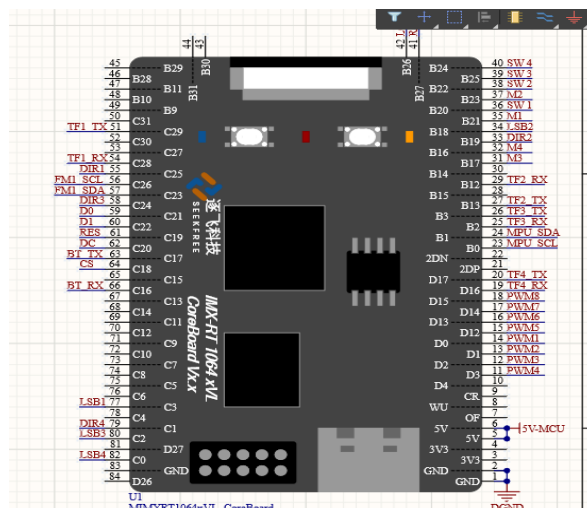 44
43
42
41
B31
B30
B26
B27
45 B29
46 B28
47 B11
48 B10
49 B9
50 C31
TF1_TX 51 C29
52 C30
53 C27
TF1_RX 54 C28
DIR1 55 C25
FM1_SCL 56 C26
FM1_SDA 57 C23
DIR3 58 C24
D0 59 C21
D1 60 C22
RES 61 C19
DC 62 C20
BT_TX 63 C17
CS 64 C18
65 C15
BT_RX 66 C16
67 C13
68 C14
69 C11
70 C12
71 C9
72 C10
73 C7
74 C8
75 C5
76 C6
LSB1 77 C3
78 C4
DIR4 79 C1
LSB3 80 C2
81 D27
LSB4 82 C0
83 GND
84 D26
逐飞科技
SEEKFREE
IMX-RT 1064 xVL
CoreBoard Vx.x
B24 40 SW4
B25 39 SW3
B22 38 SW2
37 M2
B20 36 SW1
B21 35 M1
B18 34 LSB2
B19 33 DIR2
B16 32 M4
B17 31 M3
B14 30
B12 29 TF2_RX
B15 28
B13 27 TF2_TX
B3 26 TF3_TX
B2 25 TF3_RX
B1 24 MPU_SDA
B0 23 MPU_SCL
2DN 22
2DP 21
D17 20 TF4_TX
D16 19 TF4_RX
D15 18 PWM8
D14 17 PWM7
D13 16 PWM6
D12 15 PWM5
D0 14 PWM1
D1 13 PWM2
D2 12 PWM3
D3 11 PWM4
D4 10
CR 9
WU 8
OF 7
5V 6 5V-MCU
5V 5
3V3 4
3V3 3
GND 2
GND 1
U1
MIMXRT1064xVL_CoreBoard
DGND